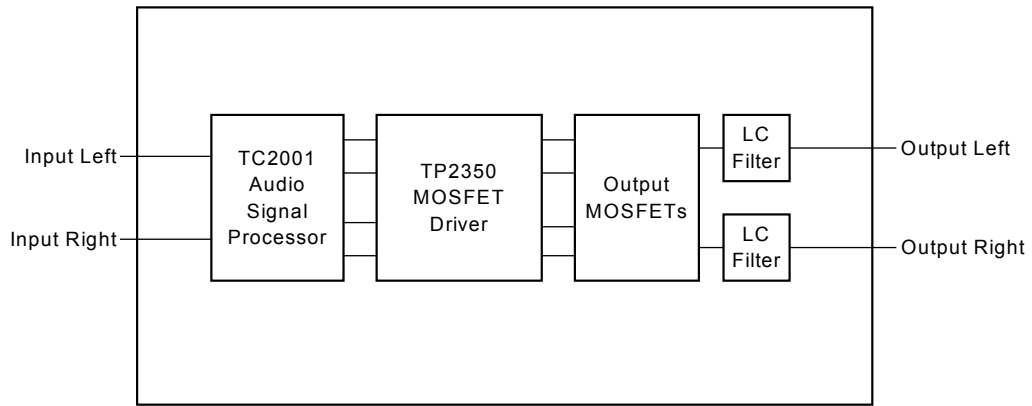 Input Left
Input Right
TC2001
Audio
Signal
Processor
TP2350
MOSFET
Driver
Output
MOSFETs
LC
Filter
LC
Filter
Output Left
Output Right